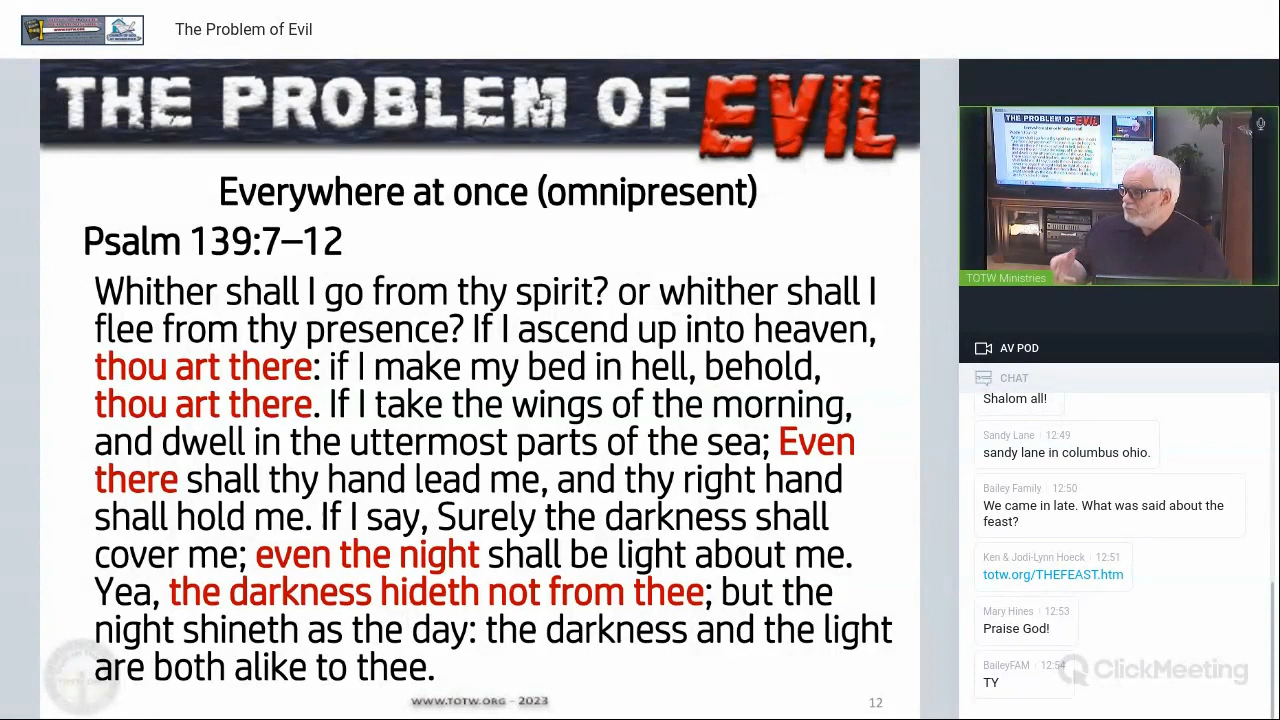 The Problem of Evil
THE PROBLEM OF EVIL
Everywhere at once (omnipresent)
Psalm 139:7–12
Whither shall I go from thy spirit? or whither shall I
flee from thy presence? If I ascend up into heaven,
thou art there: if I make my bed in hell, behold,
thou art there. If I take the wings of the morning,
and dwell in the uttermost parts of the sea; Even
there shall thy hand lead me, and thy right hand
shall hold me. If I say, Surely the darkness shall
cover me; even the night shall be light about me.
Yea, the darkness hideth not from thee; but the
night shineth as the day: the darkness and the light
are both alike to thee.
WWW.TOTW.ORG - 2023
12
THE PROBLEM OF EVIL
TOTW Ministries
AV POD
CHAT
Shalom all!
Sandy Lane 12:49
sandy lane in columbus ohio.
Bailey Family 12:50
We came in late. What was said about the
feast?
Ken & Jodi-Lynn Hoeck 12:51
totw.org/THEFEAST.htm
Mary Hines 12:53
Praise God!
BaileyFAM 12:54
TY
ClickMeeting